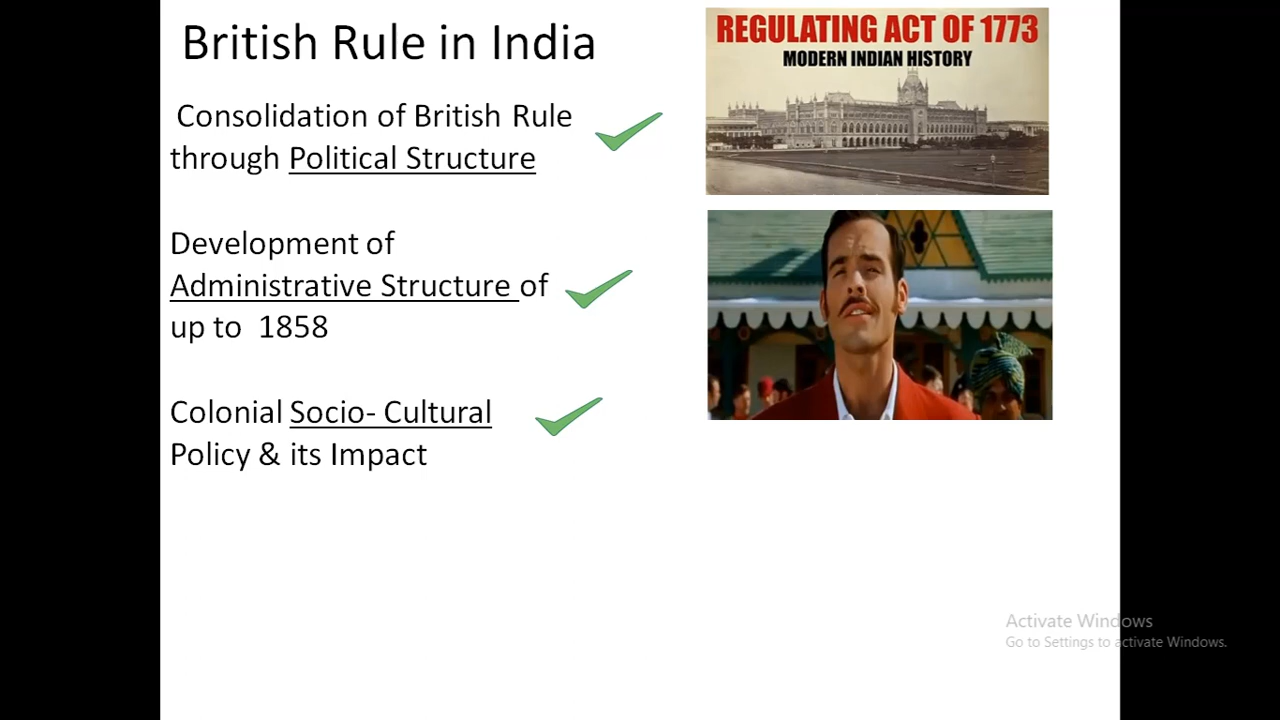 British Rule in India
Consolidation of British Rule
through Political Structure
Development of
Administrative Structure of
up to 1858
Colonial Socio- Cultural
Policy & its Impact
REGULATING ACT OF 1773
MODERN INDIAN HISTORY
Activate Windows
Go to Settings to activate Windows.